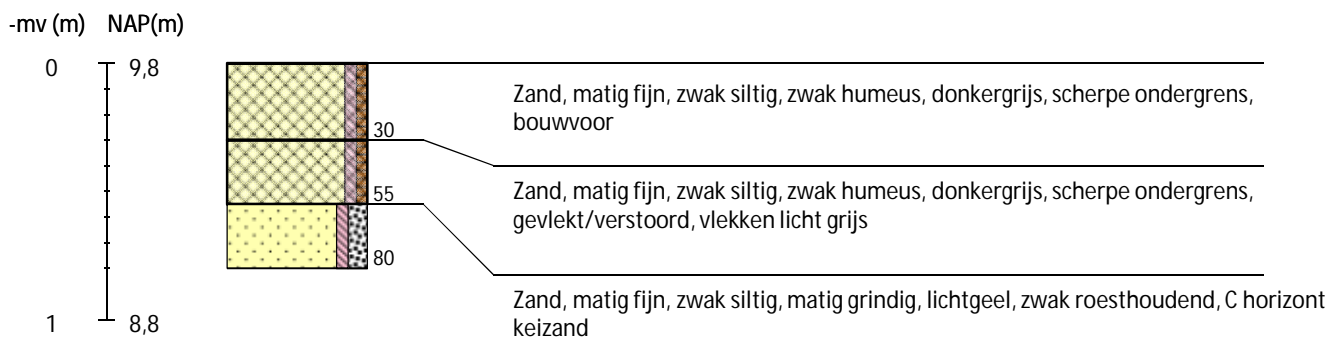 -mv (m) NAP(m)
0 9,8
Zand, matig fijn, zwak siltig, zwak humeus, donkergrijs, scherpe ondergrens,
bouwvoor
30
Zand, matig fijn, zwak siltig, zwak humeus, donkergrijs, scherpe ondergrens,
gevlekt/verstoord, vlekken licht grijs
55
80
Zand, matig fijn, zwak siltig, matig grindig, lichtgeel, zwak roesthoudend, C horizont
keizand
1 8,8